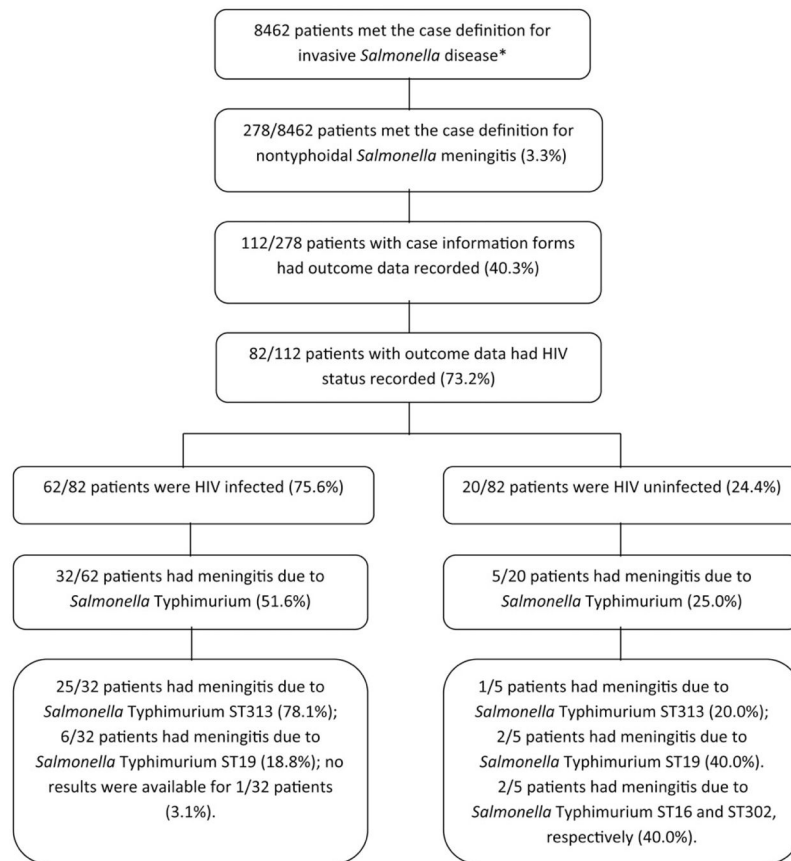 8462 patients met the case definition for
invasive Salmonella disease*
278/8462 patients met the case definition for
nontyphoidal Salmonella meningitis (3.3%)
112/278 patients with case information forms
had outcome data recorded (40.3%)
82/112 patients with outcome data had HIV
status recorded (73.2%)
62/82 patients were HIV infected (75.6%)
32/62 patients had meningitis due to
Salmonella Typhimurium (51.6%)
25/32 patients had meningitis due to
Salmonella Typhimurium ST313 (78.1%);
6/32 patients had meningitis due to
Salmonella Typhimurium ST19 (18.8%); no
results were available for 1/32 patients
(3.1%).
20/82 patients were HIV uninfected (24.4%)
5/20 patients had meningitis due to
Salmonella Typhimurium (25.0%)
1/5 patients had meningitis due to
Salmonella Typhimurium ST313 (20.0%);
2/5 patients had meningitis due to
Salmonella Typhimurium ST19 (40.0%).
2/5 patients had meningitis due to
Salmonella Typhimurium ST16 and ST302,
respectively (40.0%).